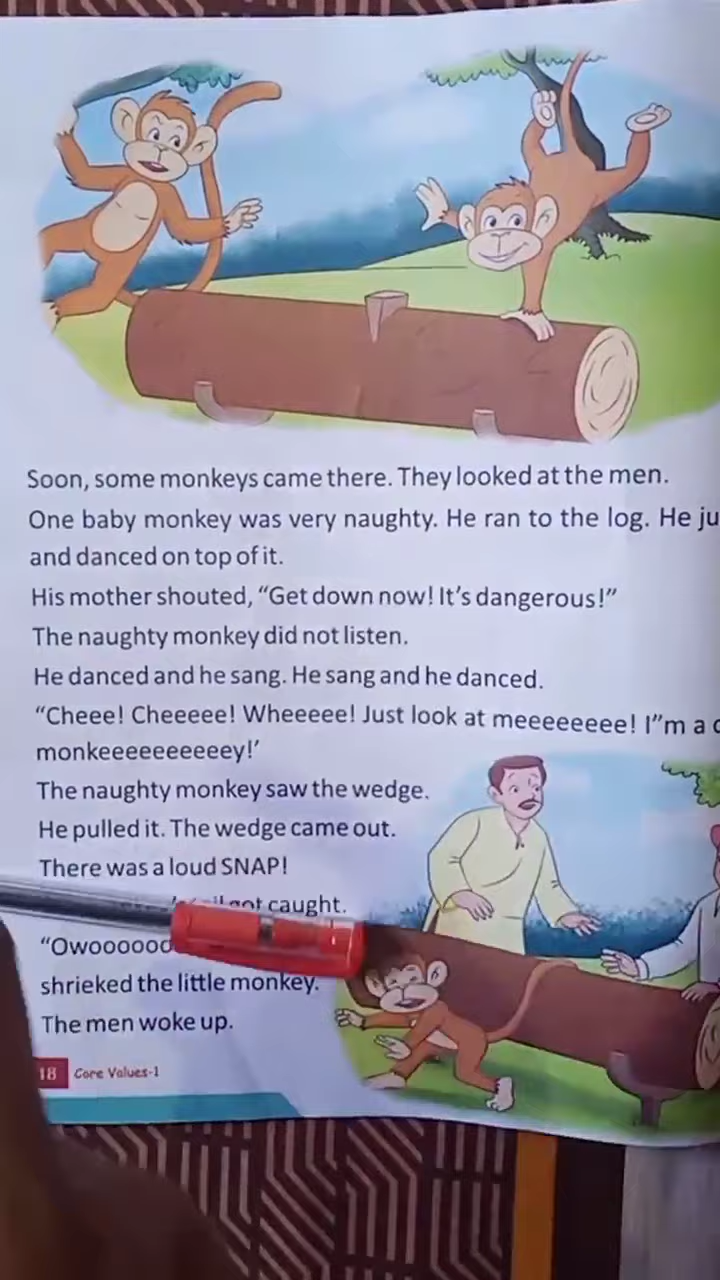 Soon, some monkeys came there. They looked at the men.
One baby monkey was very naughty. He ran to the log. He
and danced on top of it.
His mother shouted, “Get down now! It’s dangerous!”
The naughty monkey did not listen.
He danced and he sang. He sang and he danced.
“Cheee! Cheeeee! Wheeeee! Just look at meeeeeeee! I”m a
monkeeeeeeeeeey!’
The naughty monkey saw the wedge.
He pulled it. The wedge came out.
There was a loud SNAP!
got caught.
shrieked the little monkey.
The men woke up.
18 Core Values-1